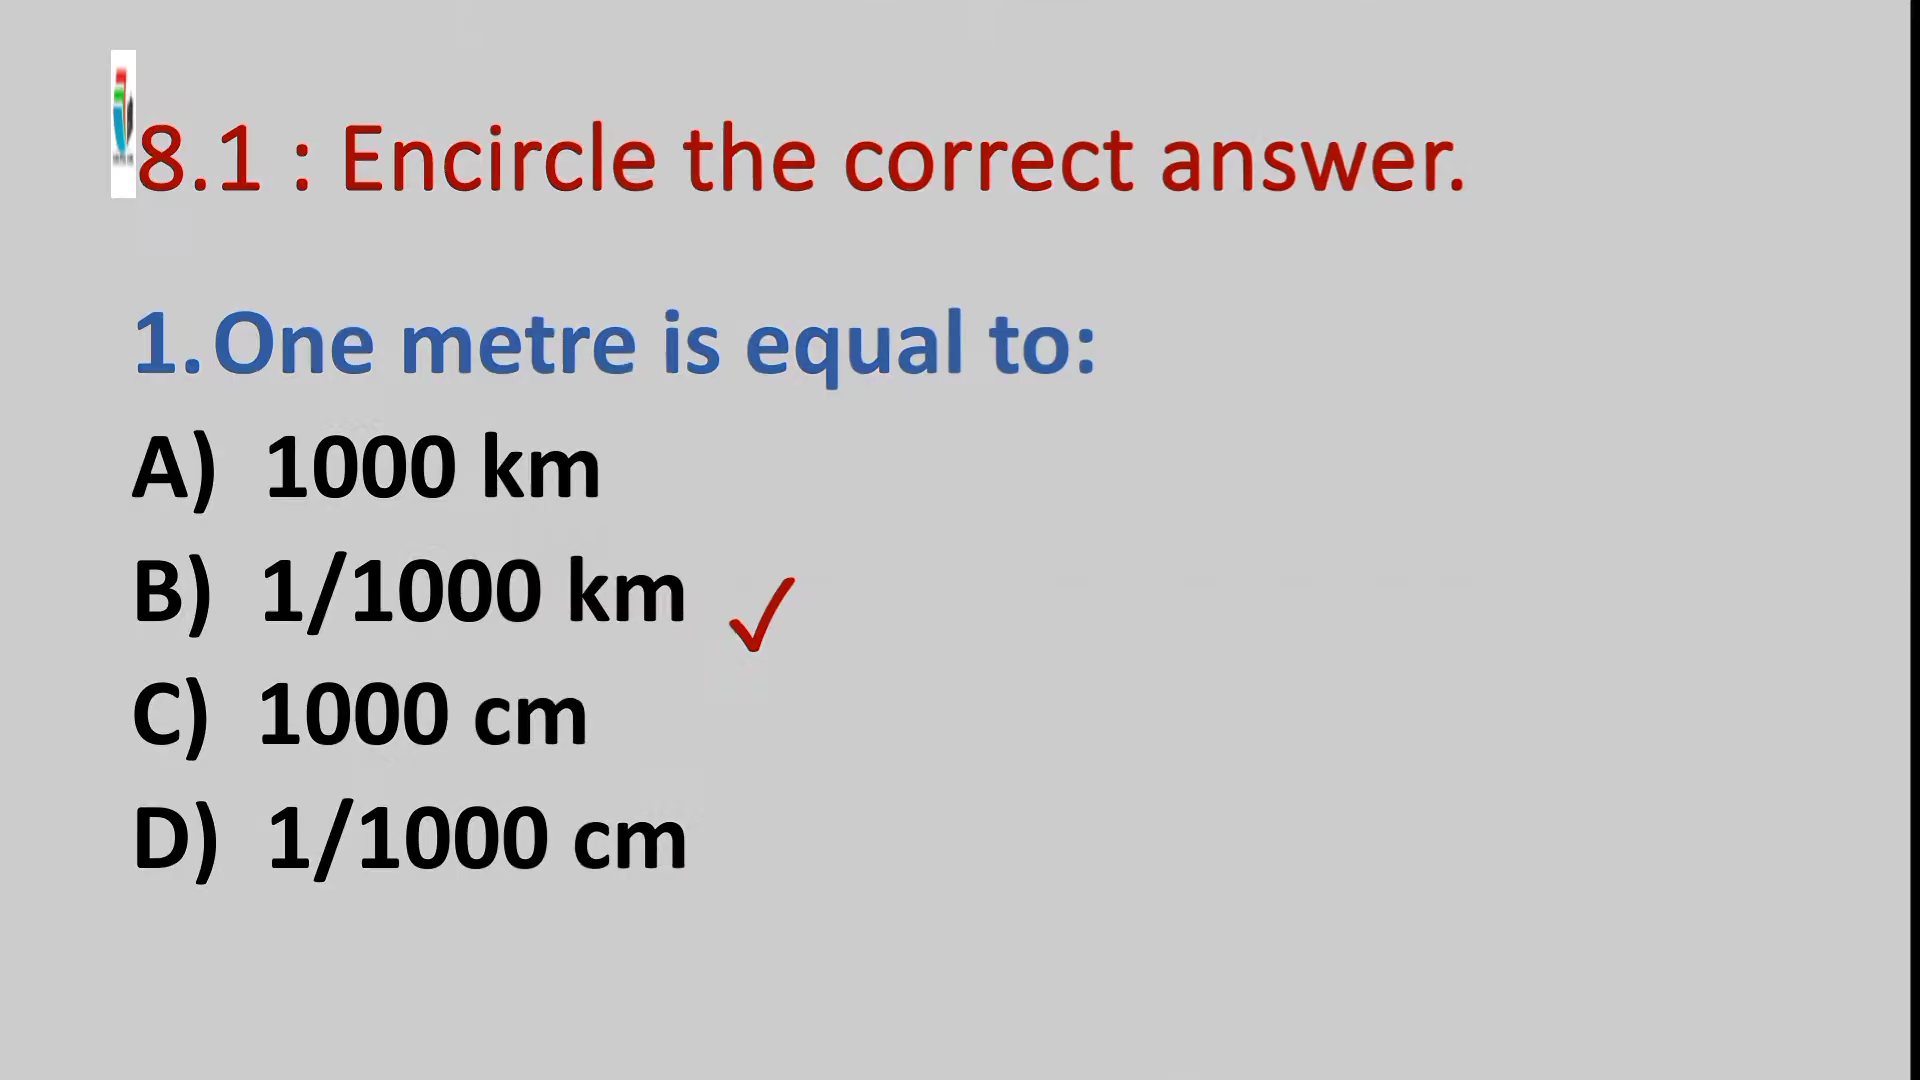 8.1 : Encircle the correct answer.
1. One metre is equal to:
A) 1000 km
B) 1/1000 km ✓
C) 1000 cm
D) 1/1000 cm